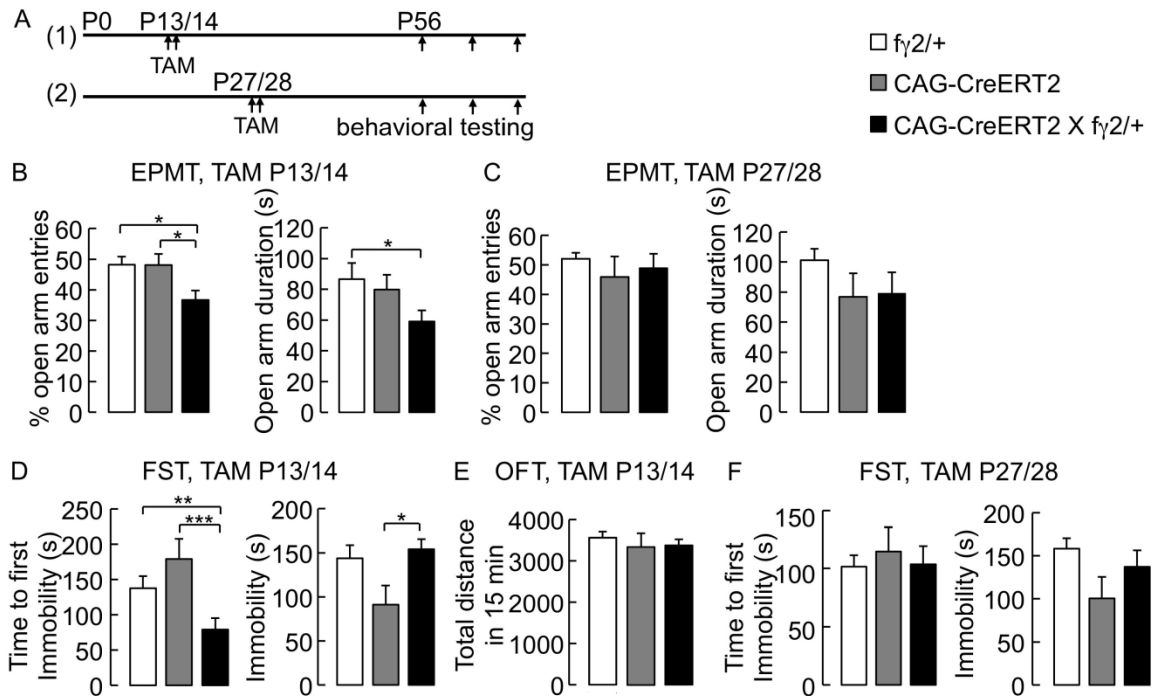 A
P0 P13/14 P56
(1)
TAM
P27/28
(2)
TAM behavioral testing
fγ2/+
CAG-CreERT2
CAG-CreERT2 X fγ2/+
B EPMT, TAM P13/14
% open arm entries
60
50
40
30
20
10
0
*
*
Open arm duration (s)
120
100
80
60
40
20
0
*
C EPMT, TAM P27/28
% open arm entries
60
50
40
30
20
10
0
Open arm duration (s)
120
100
80
60
40
20
0
D FST, TAM P13/14
Time to first
Immobility (s)
250
200
150
100
50
0
**
***
Immobility (s)
200
150
100
50
0
*
E OFT, TAM P13/14
Total distance
in 15 min
4000
3000
2000
1000
0
F FST, TAM P27/28
Time to first
Immobility (s)
150
100
50
0
Immobility (s)
200
150
100
50
0